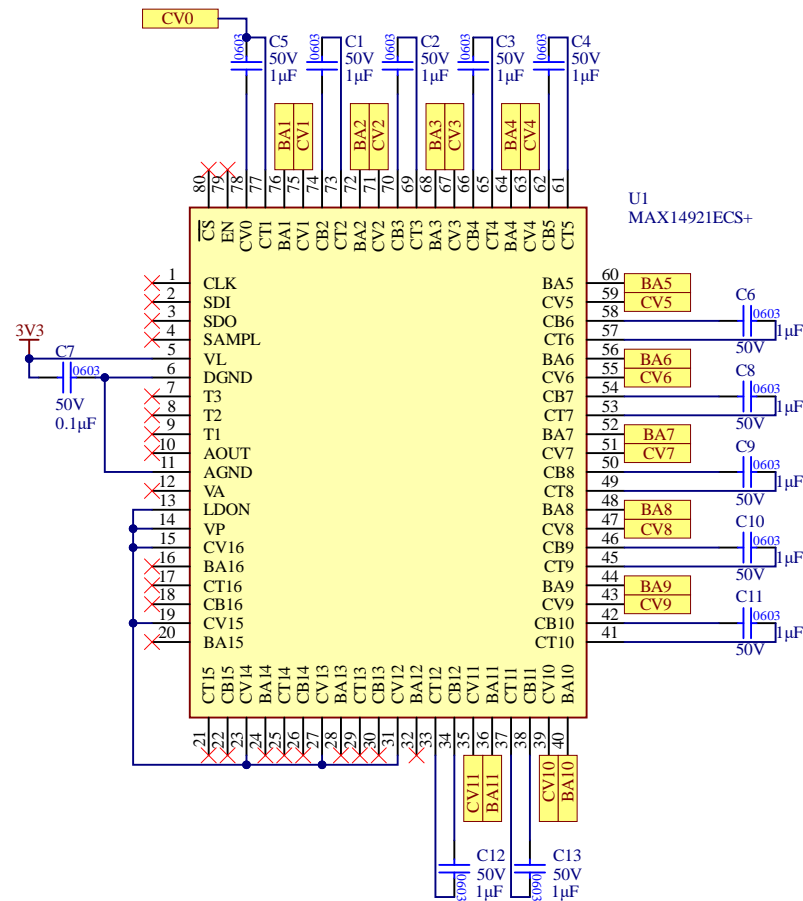 CV0
0603 C5 0603 C1 0603 C2 0603 C3 0603 C4
50V 50V 50V 50V 50V
1µF 1µF 1µF 1µF 1µF
BA1 CV1 BA2 CV2 BA3 CV3 BA4 CV4
80 79 78 77 76 75 74 73 72 71 70 69 68 67 66 65 64 63 62 61
U1
MAX14921ECS+
CS EN CV0 CT1 BA1 CV1 CB2 CT2 BA2 CV2 CB3 CT3 BA3 CV3 CB4 CT4 BA4 CV4 CB5 CT5
1 CLK BA5 60 BA5
2 SDI CV5 59 CV5
3 SDO CB6 58
4 SAMPL CT6 57
C6 0603 1µF 50V
3V3
5 VL BA6 56 BA6
6 DGND CV6 55 CV6
C7 0603
50V
0.1µF
7 T3 CB7 54
8 T2 CT7 53
C8 0603 1µF 50V
9 T1 BA7 52 BA7
10 AOUT CV7 51 CV7
11 AGND CB8 50
12 VA CT8 49
C9 0603 1µF 50V
13 LDON BA8 48 BA8
14 VP CV8 47 CV8
15 CV16 CB9 46
16 BA16 CT9 45
C10 0603 1µF 50V
17 CT16 BA9 44 BA9
18 CB16 CV9 43 CV9
19 CV15 CB10 42
20 BA15 CT10 41
C11 0603 1µF 50V
CT15 CB15 CV14 BA14 CT14 CB14 CV13 BA13 CT13 CB13 CV12 BA12 CT12 CB12 CV11 BA11 CT11 CB11 CV10 BA10
21 22 23 24 25 26 27 28 29 30 31 32 33 34 35 36 37 38 39 40
CV11 BA11 CV10 BA10
C12 C13
50V 50V
0603 1µF 0603 1µF